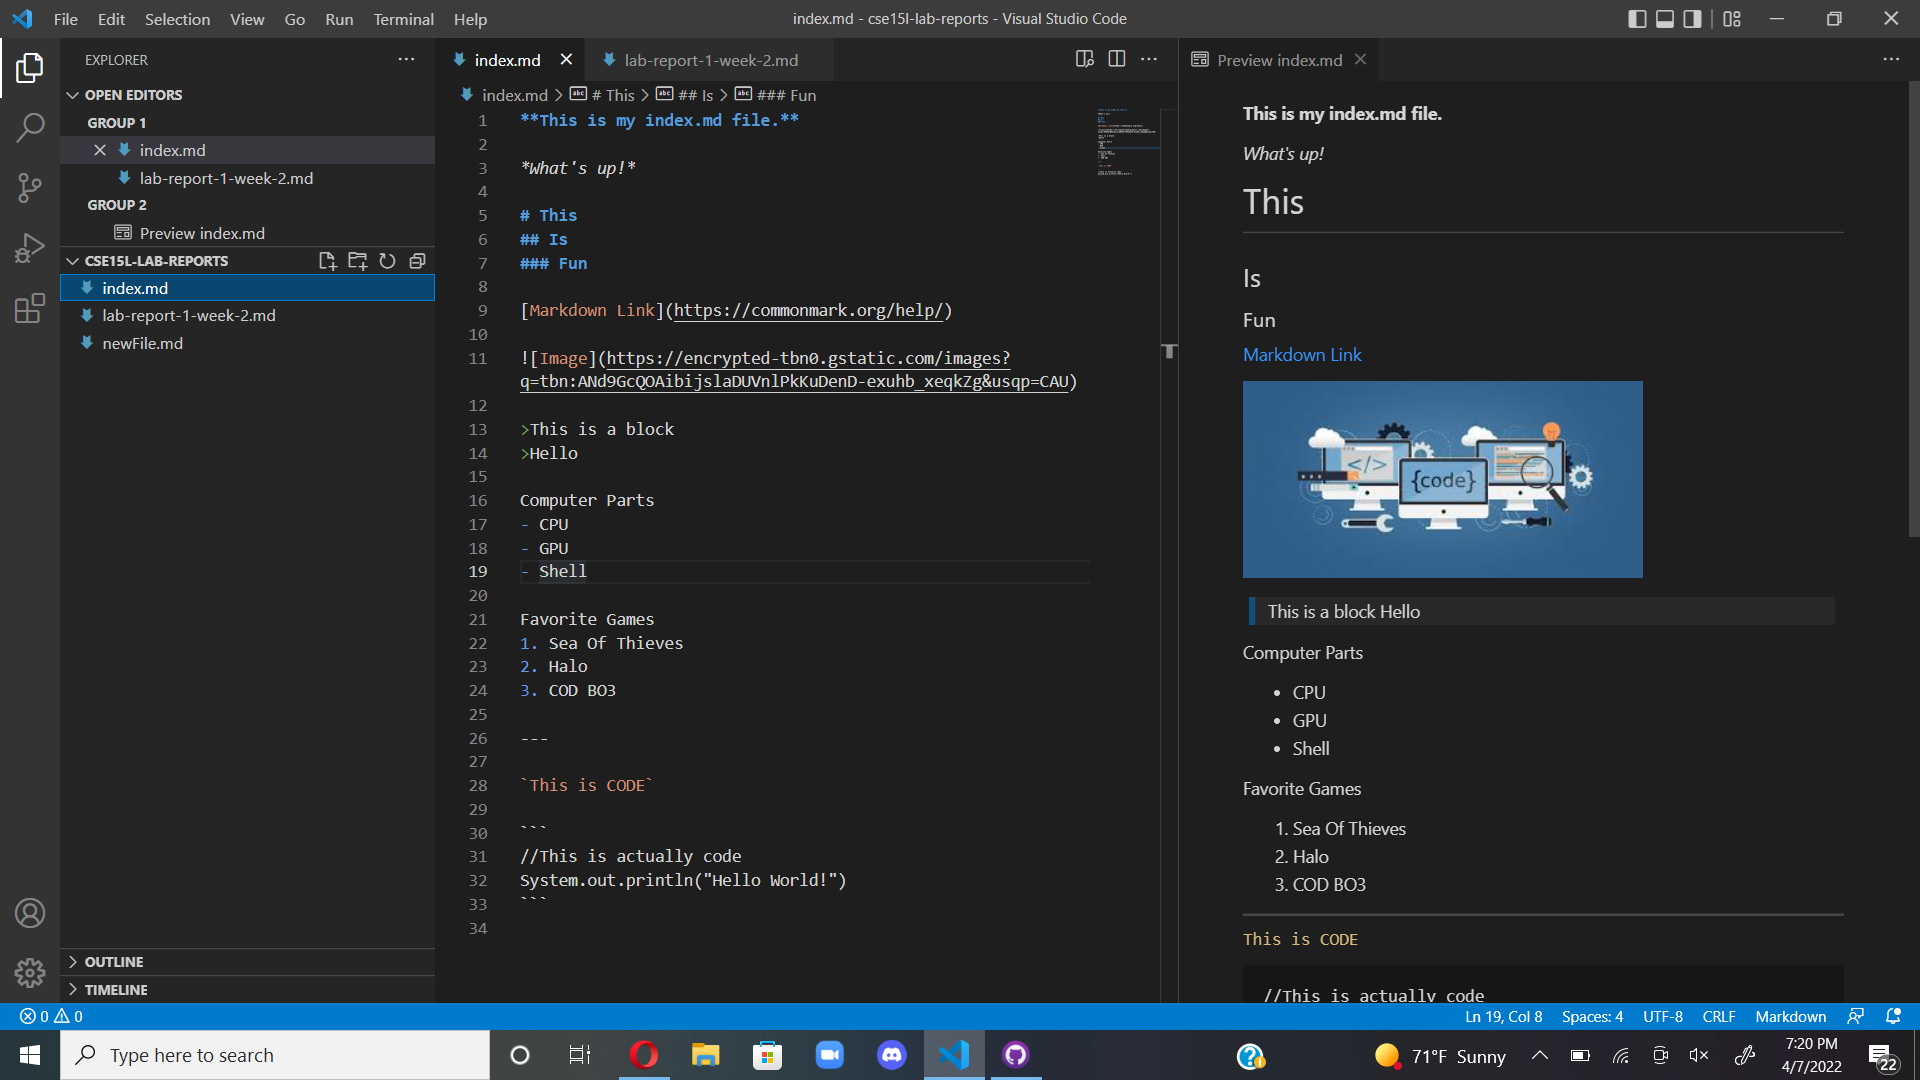 File Edit Selection View Go Run Terminal Help
index.md - cse15l-lab-reports - Visual Studio Code
EXPLORER
OPEN EDITORS
GROUP 1
index.md
lab-report-1-week-2.md
GROUP 2
Preview index.md
CSE15L-LAB-REPORTS
index.md
lab-report-1-week-2.md
newFile.md
OUTLINE
TIMELINE
index.md lab-report-1-week-2.md
index.md > # This > ## Is > ### Fun
1 **This is my index.md file.**
2
3 *What's up!*
4
5 # This
6 ## Is
7 ### Fun
8
9 [Markdown Link](https://commonmark.org/help/)
10
11 ![Image](https://encrypted-tbn0.gstatic.com/images?
q=tbn:ANd9GcQOAibijslaDUVnlPkKuDenD-exuhb_xeqkZg&usqp=CAU)
12
13 >This is a block
14 >Hello
15
16 Computer Parts
17 - CPU
18 - GPU
19 - Shell
20
21 Favorite Games
22 1. Sea Of Thieves
23 2. Halo
24 3. COD BO3
25
26 ---
27
28 `This is CODE`
29
30 ```
31 //This is actually code
32 System.out.println("Hello World!")
33 ```
34
Preview index.md
This is my index.md file.
What's up!
This
Is
Fun
Markdown Link
</>
{code}
This is a block Hello
Computer Parts
• CPU
• GPU
• Shell
Favorite Games
1. Sea Of Thieves
2. Halo
3. COD BO3
This is CODE
//This is actually code
0 0
Ln 19, Col 8 Spaces: 4 UTF-8 CRLF Markdown
Type here to search
71°F Sunny
7:20 PM
4/7/2022
22